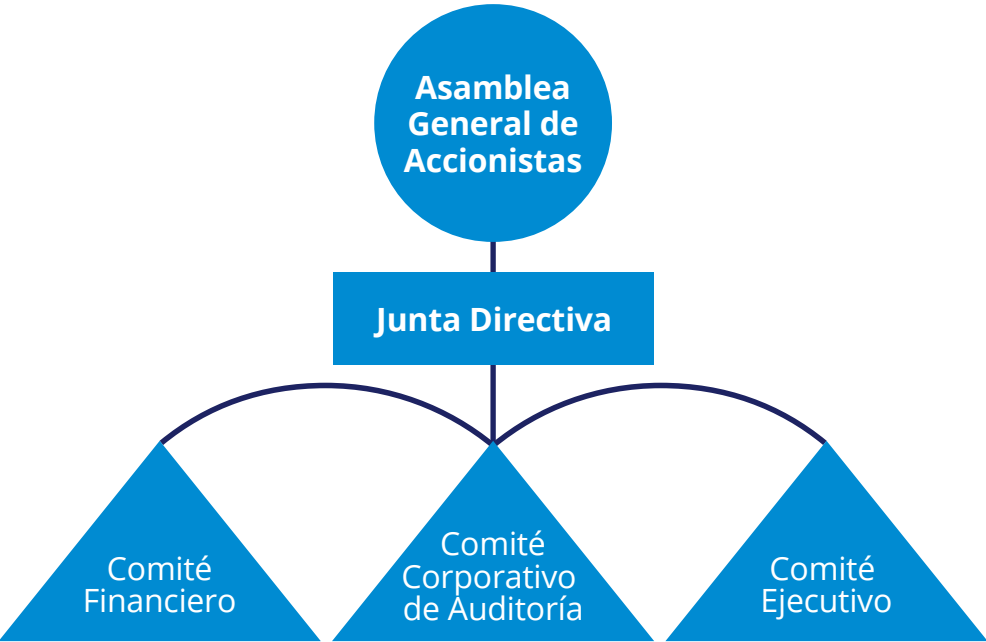 Asamblea
General de
Accionistas
Junta Directiva
Comité
Financiero
Comité
Corporativo
de Auditoría
Comité
Ejecutivo